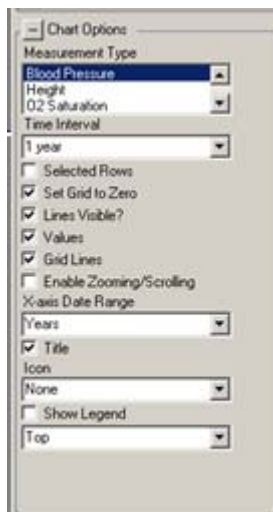 Chart Options
Measurement Type
Blood Pressure
Height
O2 Saturation
Time Interval
1 year
Selected Rows
Set Grid to Zero
Lines Visible?
Values
Grid Lines
Enable Zooming/Scrolling
X-axis Date Range
Years
Title
Icon
None
Show Legend
Top